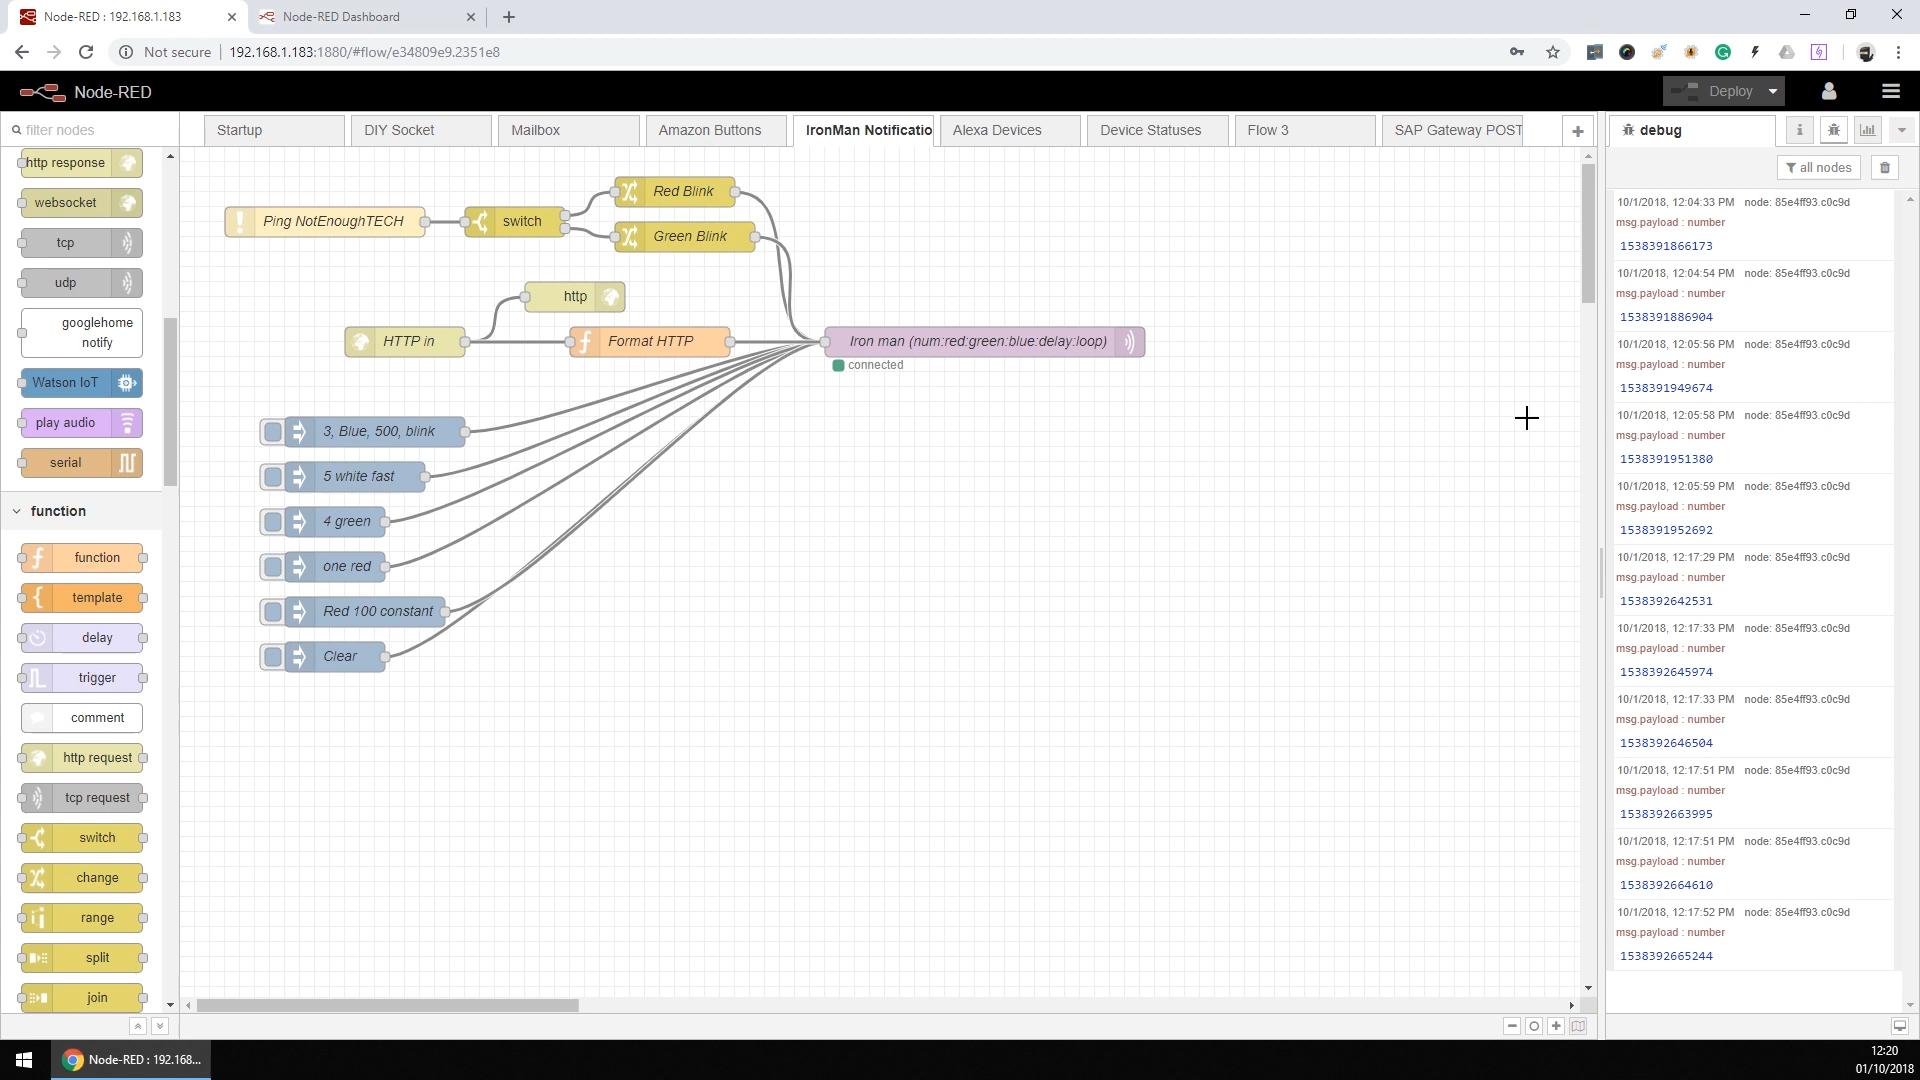 Node-RED : 192.168.1.183
Node-RED Dashboard
Not secure
192.168.1.183:1880/#flow/e34809e9.2351e8
Node-RED
Deploy
filter nodes
Startup
DIY Socket
Mailbox
Amazon Buttons
IronMan Notificatio
Alexa Devices
Device Statuses
Flow 3
SAP Gateway POST
debug
all nodes
http response
websocket
tcp
udp
googlehome
notify
Watson IoT
play audio
serial
function
function
template
delay
trigger
comment
http request
tcp request
switch
change
range
split
join
Ping NotEnoughTECH
switch
Red Blink
Green Blink
http
HTTP in
Format HTTP
Iron man (num:red:green:blue:delay:loop)
connected
3, Blue, 500, blink
5 white fast
4 green
one red
Red 100 constant
Clear
10/1/2018, 12:04:33 PM node: 85e4ff93.c0c9d
msg.payload : number
1538391866173
10/1/2018, 12:04:54 PM node: 85e4ff93.c0c9d
msg.payload : number
1538391886904
10/1/2018, 12:05:56 PM node: 85e4ff93.c0c9d
msg.payload : number
1538391949674
10/1/2018, 12:05:58 PM node: 85e4ff93.c0c9d
msg.payload : number
1538391951380
10/1/2018, 12:05:59 PM node: 85e4ff93.c0c9d
msg.payload : number
1538391952692
10/1/2018, 12:17:29 PM node: 85e4ff93.c0c9d
msg.payload : number
1538392642531
10/1/2018, 12:17:33 PM node: 85e4ff93.c0c9d
msg.payload : number
1538392645974
10/1/2018, 12:17:33 PM node: 85e4ff93.c0c9d
msg.payload : number
1538392646504
10/1/2018, 12:17:51 PM node: 85e4ff93.c0c9d
msg.payload : number
1538392663995
10/1/2018, 12:17:51 PM node: 85e4ff93.c0c9d
msg.payload : number
1538392664610
10/1/2018, 12:17:52 PM node: 85e4ff93.c0c9d
msg.payload : number
1538392665244
Node-RED : 192.168...
12:20
01/10/2018